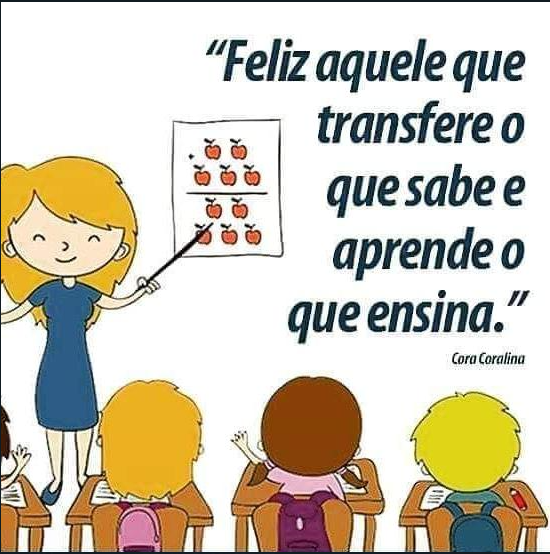 “Feliz aquele que
transfere o
que sabe e
aprende o
que ensina.”
Cora Coralina